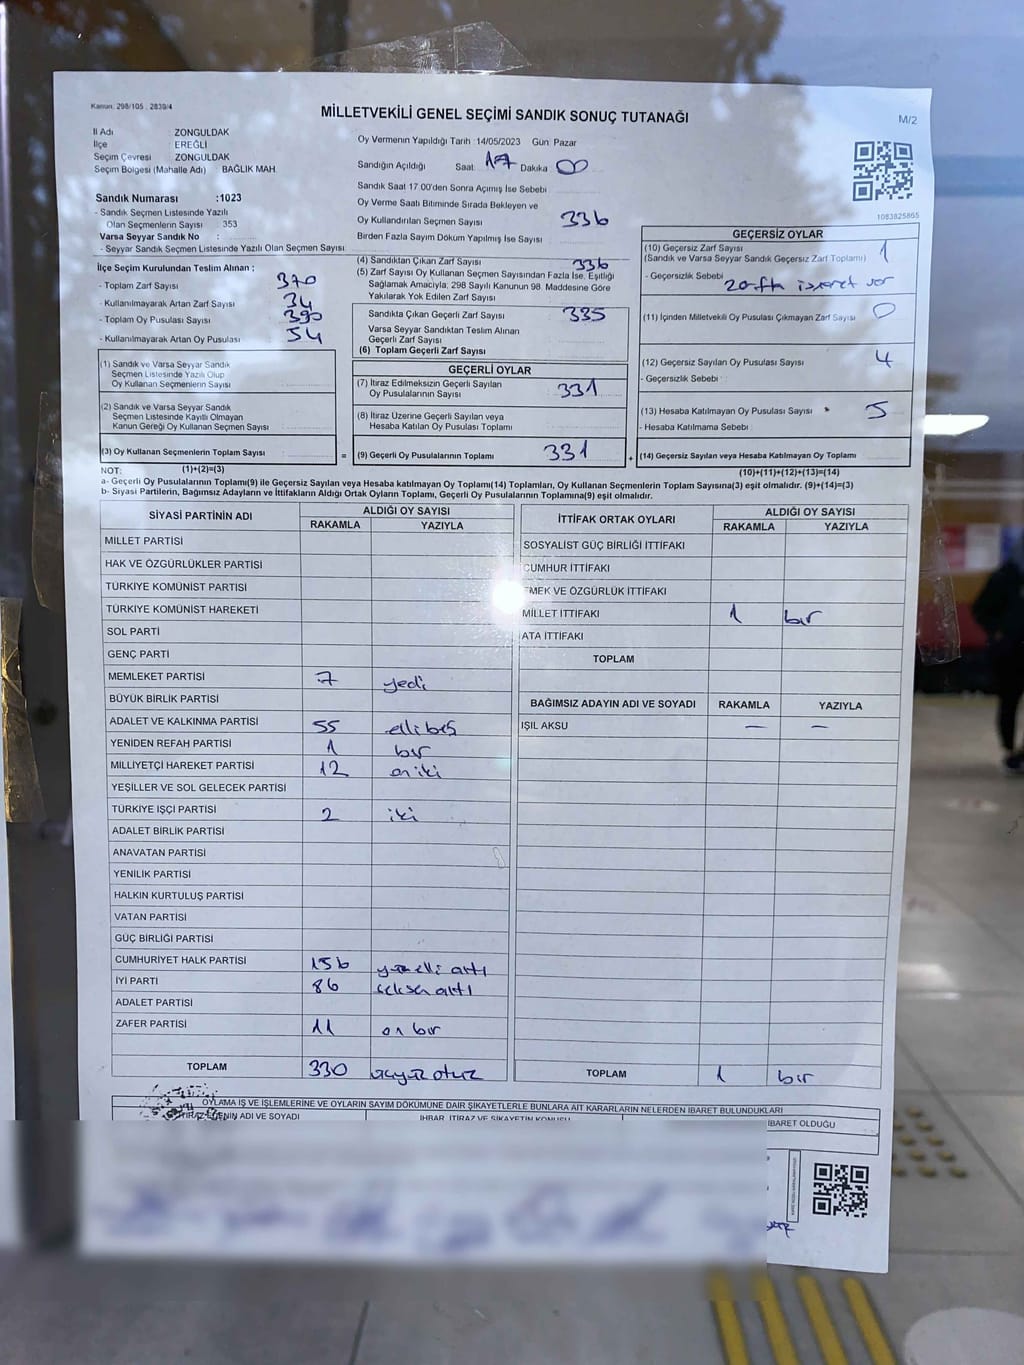 Kanun: 298/105 : 2839/4
MİLLETVEKİLİ GENEL SEÇİMİ SANDIK SONUÇ TUTANAĞI
M/2
İl Adı : ZONGULDAK
İlçe : EREĞLİ
Seçim Çevresi : ZONGULDAK
Seçim Bölgesi (Mahalle Adı) : BAĞLIK MAH.
Sandık Numarası :1023
- Sandık Seçmen Listesinde Yazılı
Olan Seçmenlerin Sayısı : 353
Varsa Seyyar Sandık No :
- Seyyar Sandık Seçmen Listesinde Yazılı Olan Seçmen Sayısı
İlçe Seçim Kurulundan Teslim Alınan :
- Toplam Zarf Sayısı 370
- Kullanılmayarak Artan Zarf Sayısı 34
- Toplam Oy Pusulası Sayısı 390
- Kullanılmayarak Artan Oy Pusulası 54
Oy Vermenin Yapıldığı Tarih :14/05/2023 Gün: Pazar
Sandığın Açıldığı Saat: 17 Dakika: 00
Sandık Saat 17.00'den Sonra Açılmış İse Sebebi
Oy Verme Saati Bitiminde Sırada Bekleyen ve
Oy Kullandırılan Seçmen Sayısı 336
Birden Fazla Sayım Döküm Yapılmış İse Sayısı
(4) Sandıktan Çıkan Zarf Sayısı 336
(5) Zarf Sayısı Oy Kullanan Seçmen Sayısından Fazla İse, Eşitliği
Sağlamak Amacıyla, 298 Sayılı Kanunun 98. Maddesine Göre
Yakılarak Yok Edilen Zarf Sayısı
Sandıkta Çıkan Geçerli Zarf Sayısı 335
Varsa Seyyar Sandıktan Teslim Alınan
Geçerli Zarf Sayısı
(6) Toplam Geçerli Zarf Sayısı
1083825865
GEÇERSİZ OYLAR
(10) Geçersiz Zarf Sayısı 1
(Sandık ve Varsa Seyyar Sandık Geçersiz Zarf Toplamı)
- Geçersizlik Sebebi : zarfta işaret var
(11) İçinden Milletvekili Oy Pusulası Çıkmayan Zarf Sayısı 0
(12) Geçersiz Sayılan Oy Pusulası Sayısı 4
- Geçersizlik Sebebi :
(13) Hesaba Katılmayan Oy Pusulası Sayısı 5
- Hesaba Katılmama Sebebi :
(14) Geçersiz Sayılan veya Hesaba Katılmayan Oy Toplamı
(1) Sandık ve Varsa Seyyar Sandık
Seçmen Listesinde Yazılı Olup
Oy Kullanan Seçmenlerin Sayısı
(2) Sandık ve Varsa Seyyar Sandık
Seçmen Listesinde Kayıtlı Olmayan
Kanun Gereği Oy Kullanan Seçmen Sayısı
(3) Oy Kullanan Seçmenlerin Toplam Sayısı =
GEÇERLİ OYLAR
(7) İtiraz Edilmeksizin Geçerli Sayılan
Oy Pusulalarının Sayısı 331
(8) İtiraz Üzerine Geçerli Sayılan veya
Hesaba Katılan Oy Pusulası Toplamı
(9) Geçerli Oy Pusulalarının Toplamı 331 +
NOT: (1)+(2)=(3) (10)+(11)+(12)+(13)=(14)
a- Geçerli Oy Pusulalarının Toplamı(9) ile Geçersiz Sayılan veya Hesaba katılmayan Oy Toplamı(14) Toplamları, Oy Kullanan Seçmenlerin Toplam Sayısına(3) eşit olmalıdır. (9)+(14)=(3)
b- Siyasi Partilerin, Bağımsız Adayların ve İttifakların Aldığı Ortak Oyların Toplamı, Geçerli Oy Pusulalarının Toplamına(9) eşit olmalıdır.
SİYASİ PARTİNİN ADI ALDIĞI OY SAYISI
RAKAMLA YAZIYLA
MİLLET PARTİSİ
HAK VE ÖZGÜRLÜKLER PARTİSİ
TÜRKİYE KOMÜNİST PARTİSİ
TÜRKİYE KOMÜNİST HAREKETİ
SOL PARTİ
GENÇ PARTİ
MEMLEKET PARTİSİ 7 yedi
BÜYÜK BİRLİK PARTİSİ
ADALET VE KALKINMA PARTİSİ 55 elli beş
YENİDEN REFAH PARTİSİ 1 bir
MİLLİYETÇİ HAREKET PARTİSİ 12 on iki
YEŞİLLER VE SOL GELECEK PARTİSİ
TÜRKİYE İŞÇİ PARTİSİ 2 iki
ADALET BİRLİK PARTİSİ
ANAVATAN PARTİSİ
YENİLİK PARTİSİ
HALKIN KURTULUŞ PARTİSİ
VATAN PARTİSİ
GÜÇ BİRLİĞİ PARTİSİ
CUMHURİYET HALK PARTİSİ 156 yüz elli altı
İYİ PARTİ 86 seksen altı
ADALET PARTİSİ
ZAFER PARTİSİ 11 on bir
TOPLAM 330 üçyüz otuz
İTTİFAK ORTAK OYLARI ALDIĞI OY SAYISI
RAKAMLA YAZIYLA
SOSYALİST GÜÇ BİRLİĞİ İTTİFAKI
CUMHUR İTTİFAKI
EMEK VE ÖZGÜRLÜK İTTİFAKI
MİLLET İTTİFAKI 1 bir
ATA İTTİFAKI
TOPLAM
BAĞIMSIZ ADAYIN ADI VE SOYADI RAKAMLA YAZIYLA
IŞIL AKSU — —
TOPLAM 1 bir
OYLAMA İŞ VE İŞLEMLERİNE VE OYLARIN SAYIM DÖKÜMÜNE DAİR ŞİKAYETLERLE BUNLARA AİT KARARLARIN NELERDEN İBARET BULUNDUKLARI
ADI VE SOYADI İHBAR, İTİRAZ VE ŞİKAYETİN KONUSU İBARET OLDUĞU